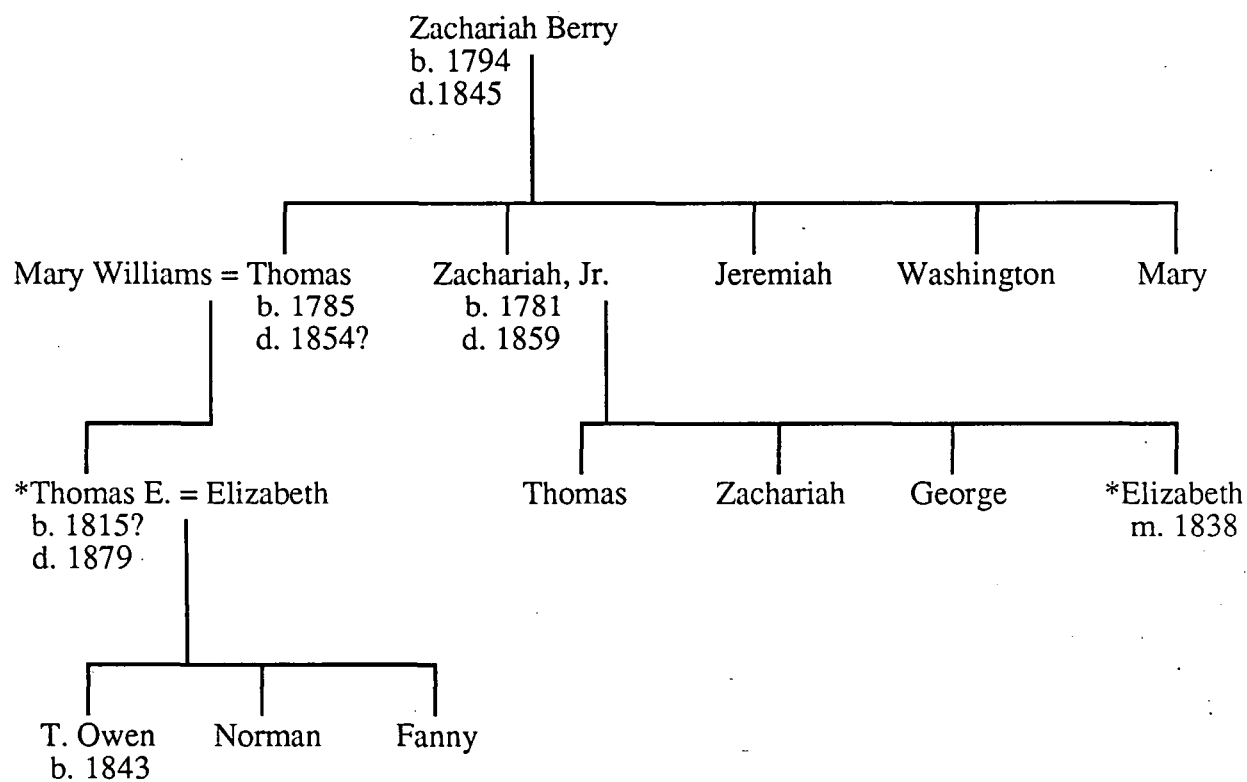 Zachariah Berry
b. 1794
d.1845
Mary Williams = Thomas
b. 1785
d. 1854?
Zachariah, Jr.
b. 1781
d. 1859
Jeremiah
Washington
Mary
*Thomas E. = Elizabeth
b. 1815?
d. 1879
Thomas
Zachariah
George
*Elizabeth
m. 1838
T. Owen
b. 1843
Norman
Fanny